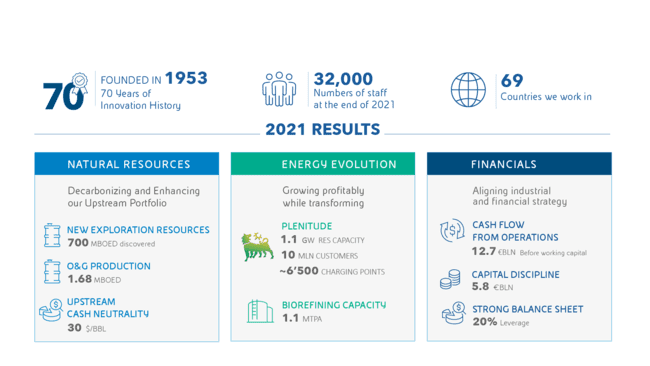 70
FOUNDED IN 1953
70 Years of
Innovation History
32,000
Numbers of staff
at the end of 2021
69
Countries we work in
2021 RESULTS
NATURAL RESOURCES
Decarbonizing and Enhancing
our Upstream Portfolio
NEW EXPLORATION RESOURCES
700 MBOED discovered
O&G PRODUCTION
1.68 MBOED
UPSTREAM
CASH NEUTRALITY
30 $/BBL
ENERGY EVOLUTION
Growing profitably
while transforming
PLENITUDE
1.1 GW RES CAPACITY
10 MLN CUSTOMERS
~6'500 CHARGING POINTS
BIOREFINING CAPACITY
1.1 MTPA
FINANCIALS
Aligning industrial
and financial strategy
CASH FLOW
FROM OPERATIONS
12.7 €BLN Before working capital
CAPITAL DISCIPLINE
5.8 €BLN
STRONG BALANCE SHEET
20% Leverage